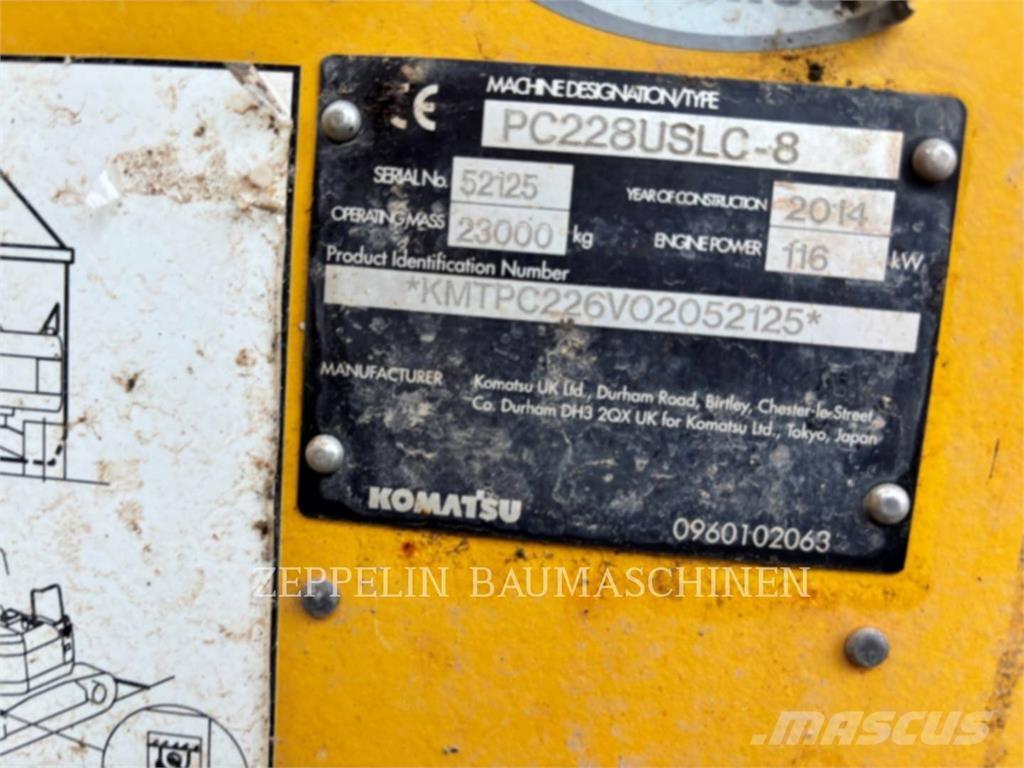 CE
MACHINE DESIGNATION/TYPE
PC228USLC-8
SERIAL No. 52125
YEAR OF CONSTRUCTION 2014
OPERATING MASS 23000 kg
ENGINE POWER 116 kW
Product Identification Number
*KMTPC226VO2052125*
MANUFACTURER
Komatsu UK Ltd., Durham Road, Birtley, Chester-le-Street,
Co. Durham DH3 2QX UK for Komatsu Ltd., Tokyo, Japan
KOMATSU
0960102063
ZEPPELIN BAUMASCHINEN
MASCUS